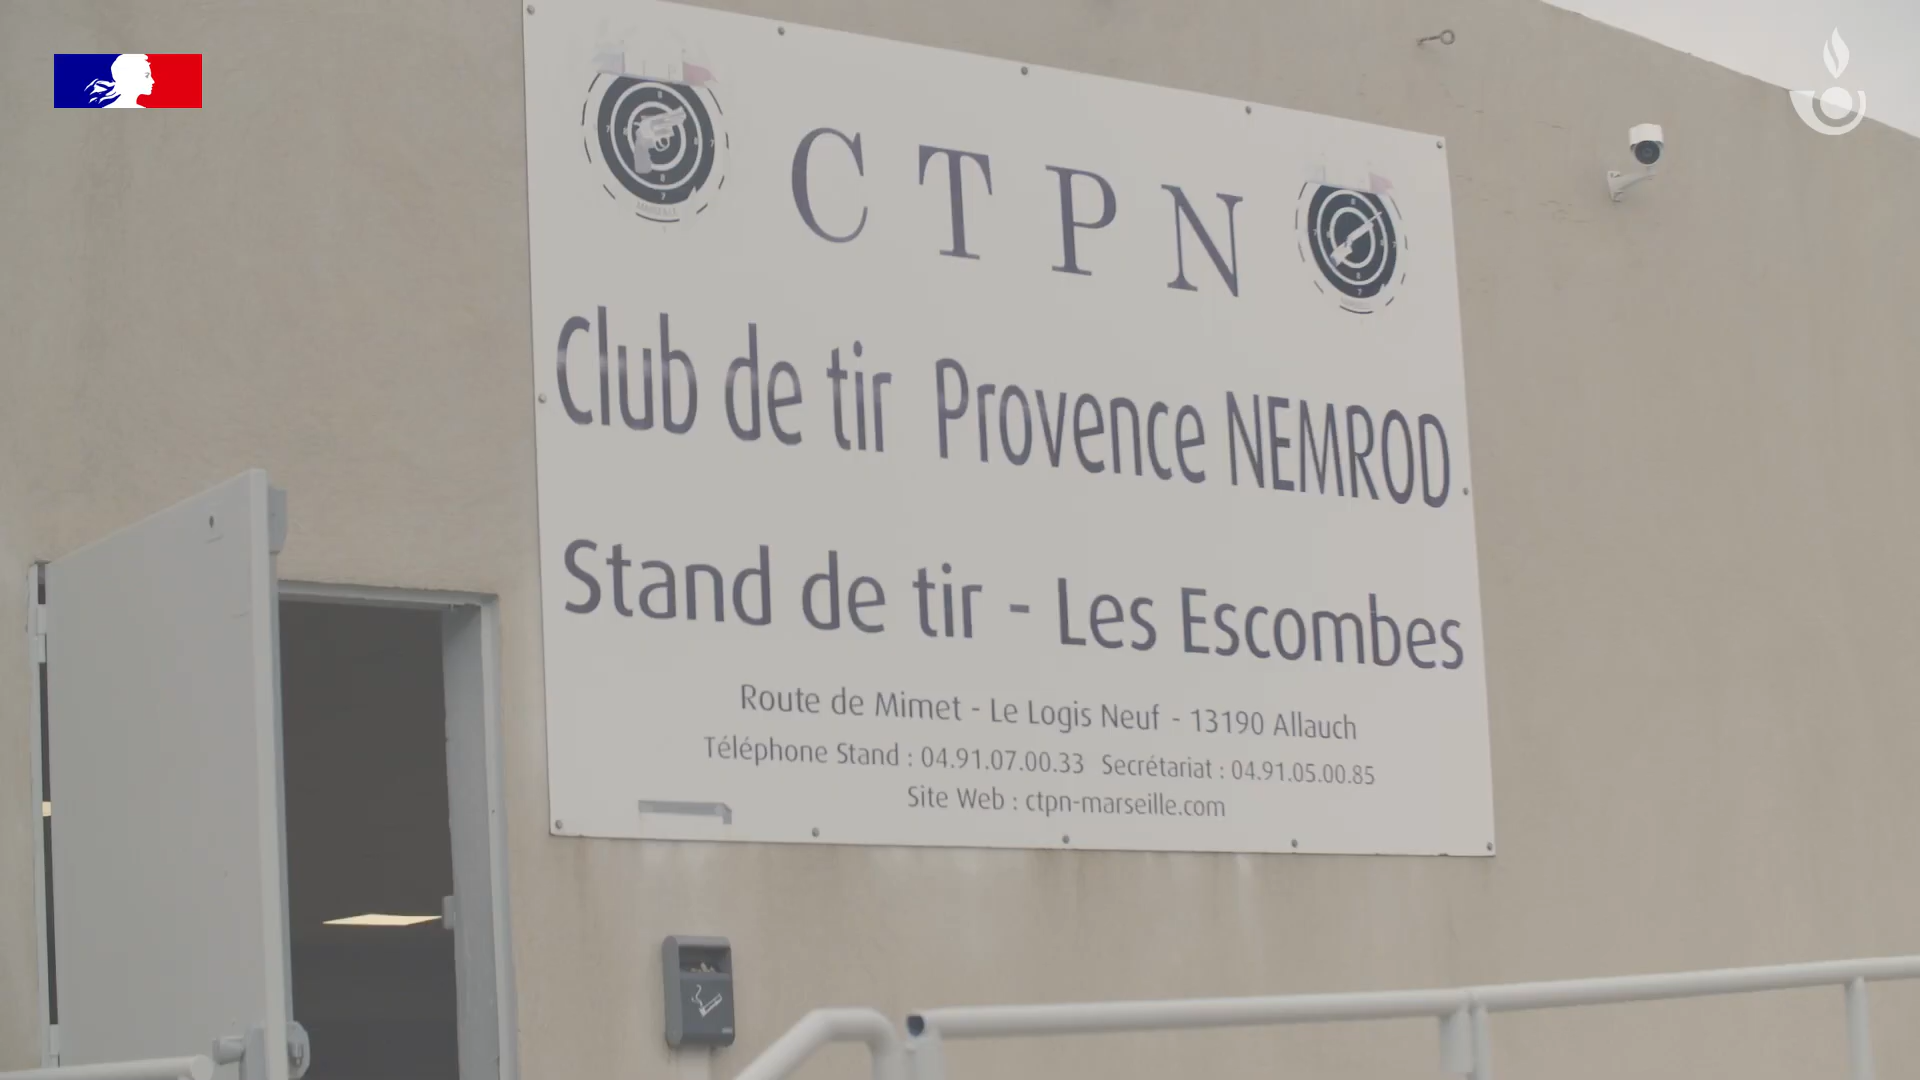 C T P N
Club de tir Provence NEMROD
Stand de tir - Les Escombes
Route de Mimet - Le Logis Neuf - 13190 Allauch
Téléphone Stand : 04.91.07.00.33 Secrétariat : 04.91.05.00.85
Site Web : ctpn-marseille.com